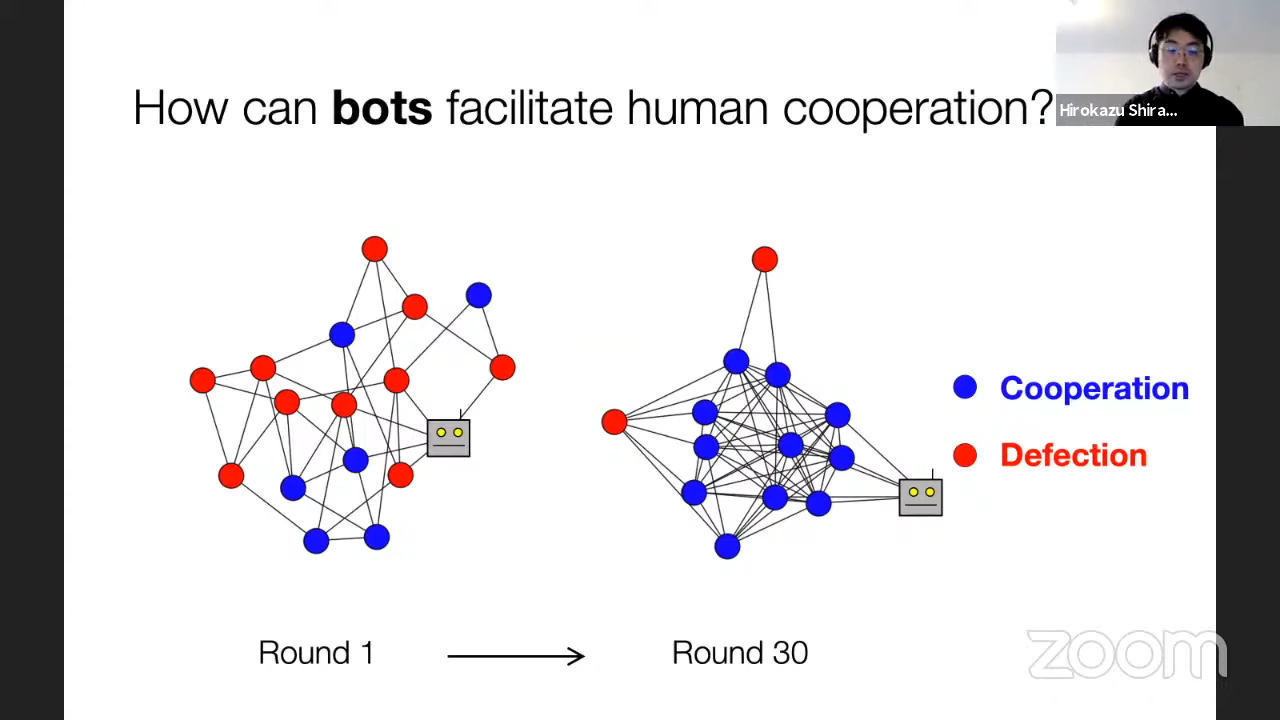 How can bots facilitate human cooperation?
Hirokazu Shira...
Cooperation
Defection
Round 1
Round 30
zoom